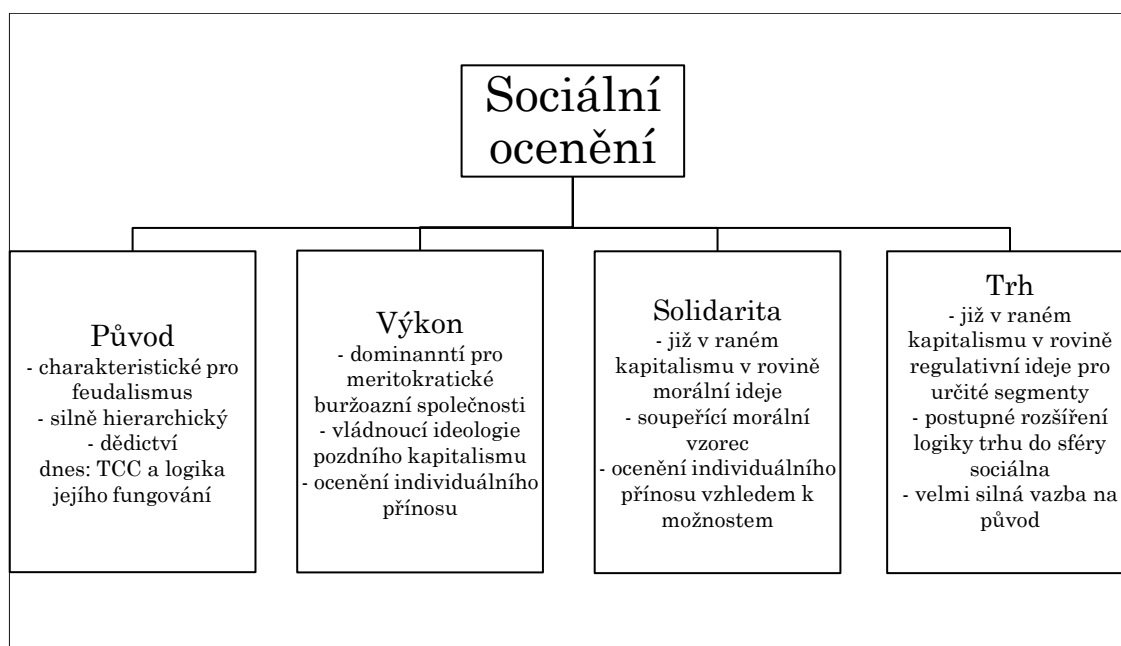 Sociální
ocenění
Původ
- charakteristické pro
feudalismus
- silně hierarchický
- dědictví
dnes: TCC a logika
jejího fungování
Výkon
- dominanntí pro
meritokratické
buržoazní společnosti
- vládnoucí ideologie
pozdního kapitalismu
- ocenění individuálního
přínosu
Solidarita
- již v raném
kapitalismu v rovině
morální ideje
- soupeřící morální
vzorec
- ocenění individuálního
přínosu vzhledem k
možnostem
Trh
- již v raném
kapitalismu v rovině
regulativní ideje pro
určité segmenty
- postupné rozšíření
logiky trhu do sféry
sociálna
- velmi silná vazba na
původ